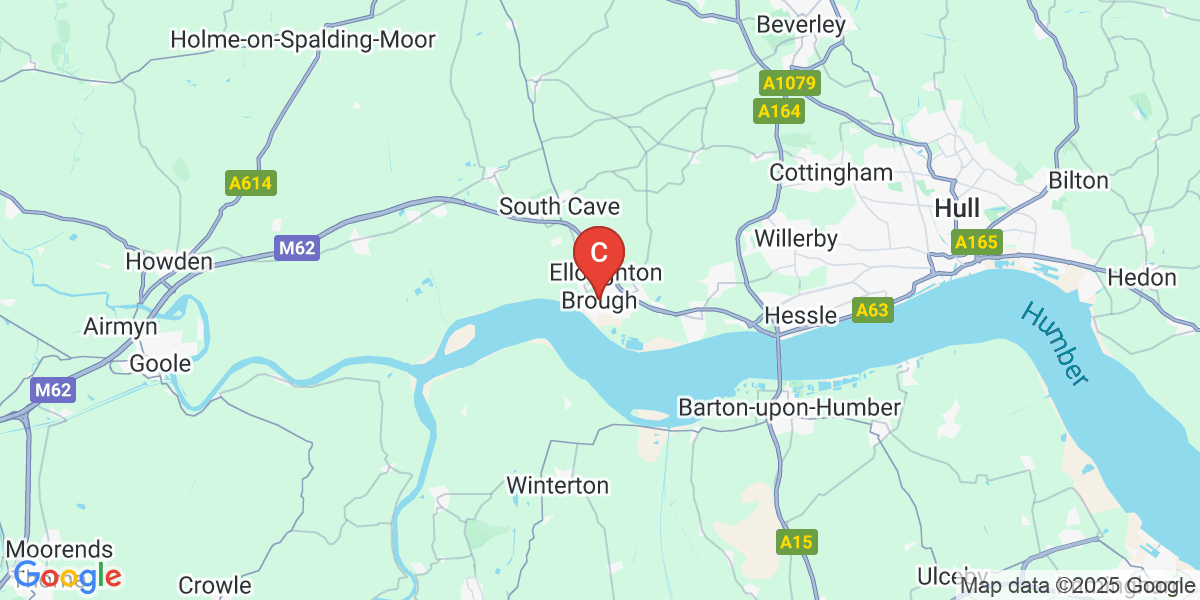 Beverley
Holme-on-Spalding-Moor
A1079
A164
Cottingham
Bilton
A614
South Cave
Hull
Willerby
A165
M62
C
Howden
Hedon
Brough
A63
Hessle
Humber
Airmyn
Goole
M62
Barton-upon-Humber
Winterton
A15
Moorends
Google
Crowle
Map data ©2025 Google